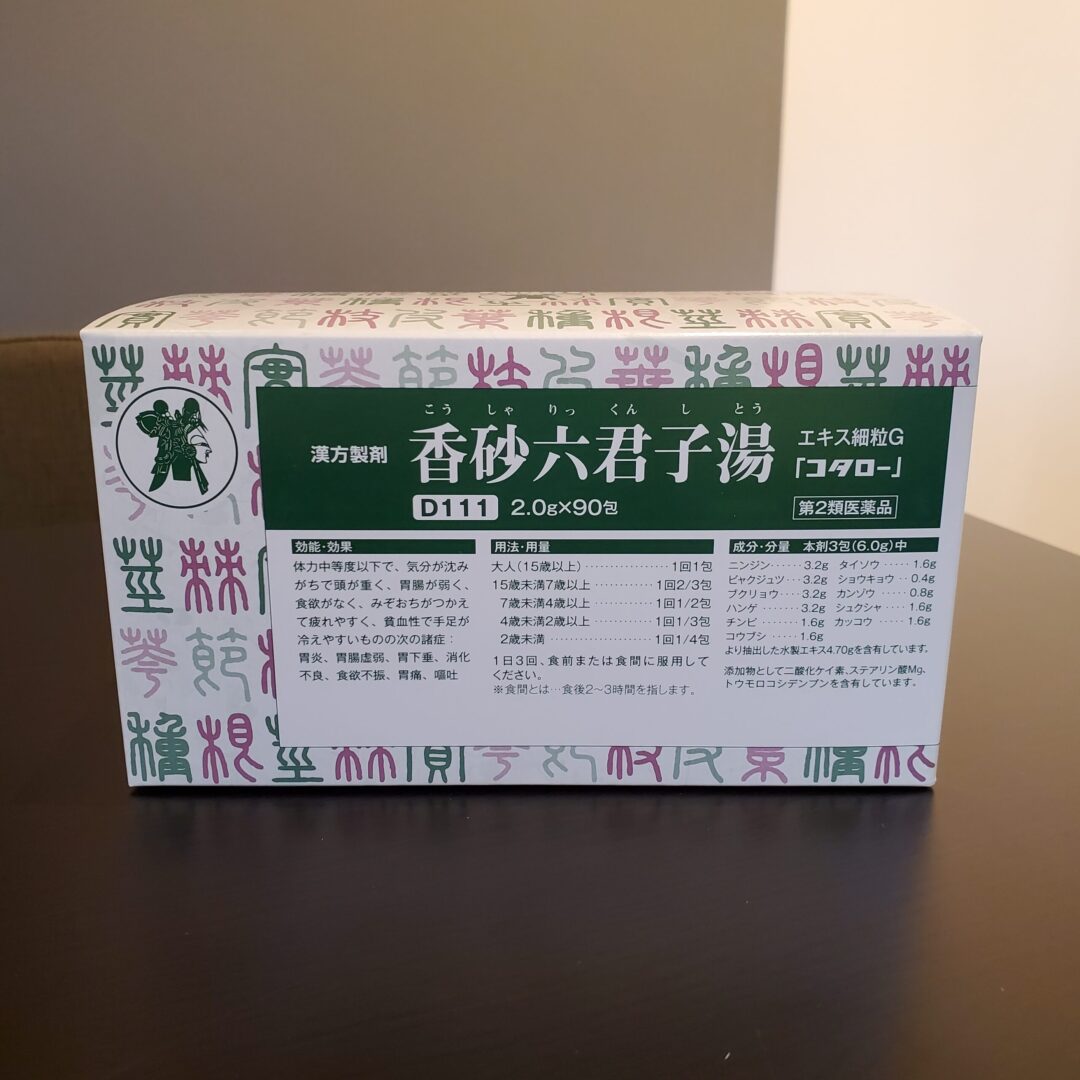 こうしゃりっくんしとう
漢方製剤 香砂六君子湯 エキス細粒G
「コタロー」
D111 2.0g×90包 第2類医薬品
効能・効果
体力中等度以下で、気分が沈み
がちで頭が重く、胃腸が弱く、
食欲がなく、みぞおちがつかえ
て疲れやすく、貧血性で手足が
冷えやすいものの次の諸症：
胃炎、胃腸虚弱、胃下垂、消化
不良、食欲不振、胃痛、嘔吐
用法・用量
大人（15歳以上）……………1回1包
15歳未満7歳以上…………1回2/3包
7歳未満4歳以上…………1回1/2包
4歳未満2歳以上…………1回1/3包
2歳未満……………………1回1/4包
1日3回、食前または食間に服用して
ください。
※食間とは…食後2～3時間を指します。
成分・分量 本剤3包(6.0g)中
ニンジン……3.2g タイソウ……1.6g
ビャクジュツ…3.2g ショウキョウ…0.4g
ブクリョウ……3.2g カンゾウ……0.8g
ハンゲ………3.2g シュクシャ……1.6g
チンピ………1.6g カッコウ……1.6g
コウブシ……1.6g
より抽出した水製エキス4.70gを含有しています。
添加物として二酸化ケイ素、ステアリン酸Mg、
トウモロコシデンプンを含有しています。